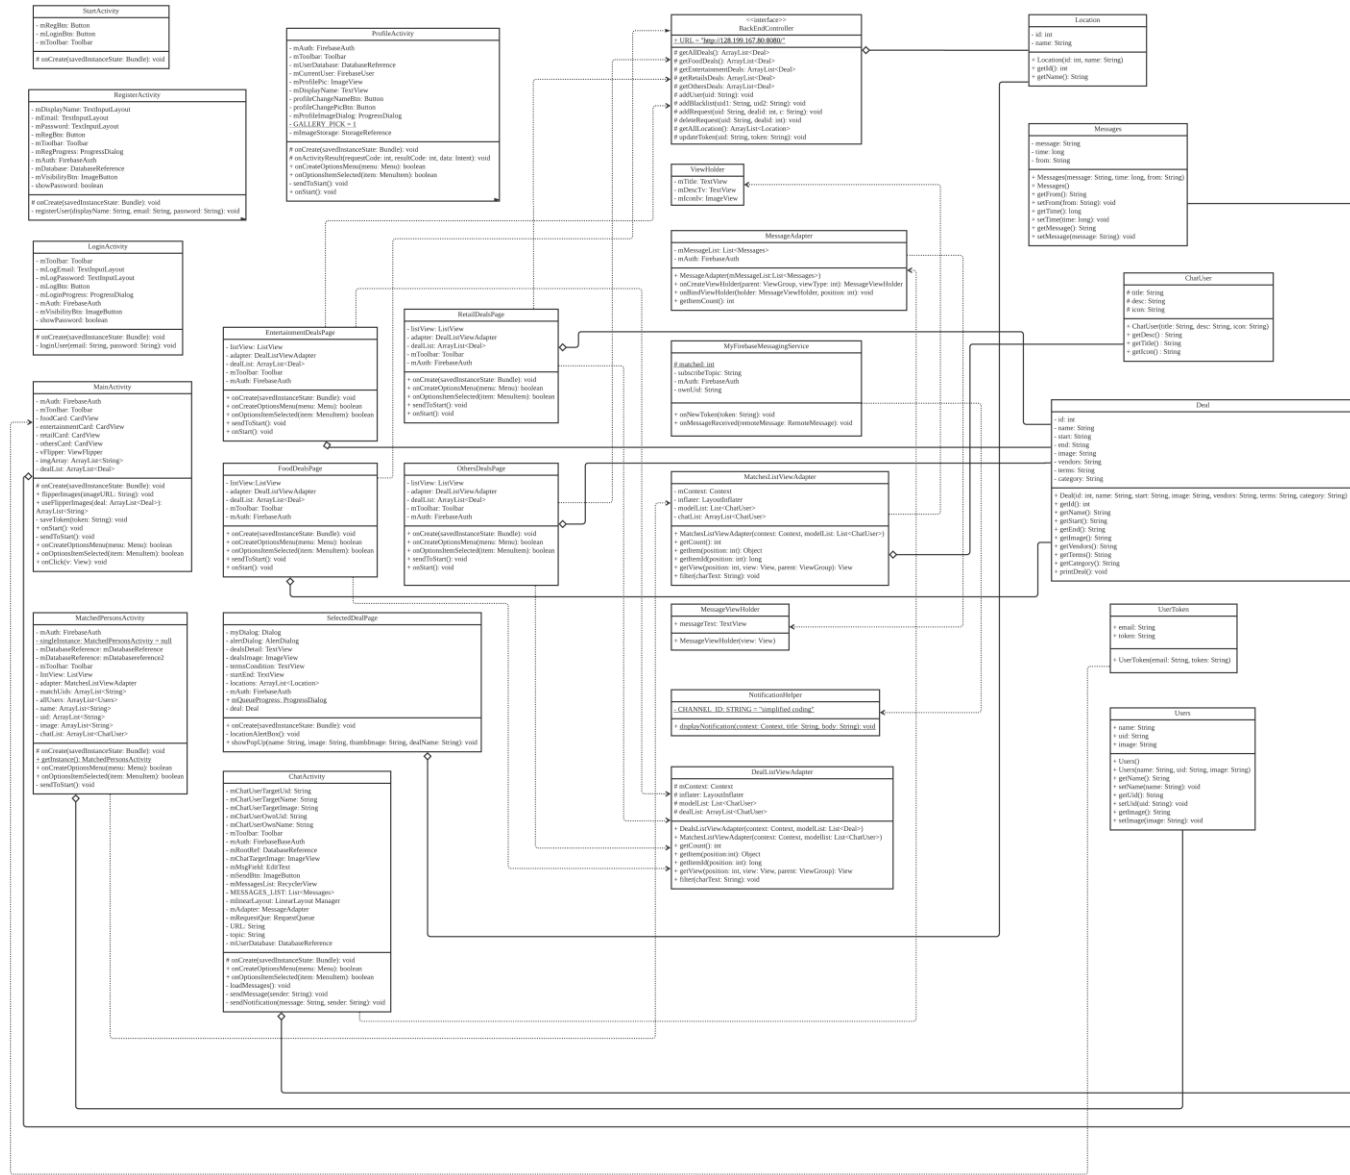 StartActivity
- mRegBtn: Button
- mLoginBtn: Button
- mToolbar: Toolbar
# onCreate(savedInstanceState: Bundle): void
RegisterActivity
- mDisplayName: TextInputLayout
- mEmail: TextInputLayout
- mPassword: TextInputLayout
- mRegBtn: Button
- mToolbar: Toolbar
- mRegProgress: ProgressDialog
- mAuth: FirebaseAuth
- mDatabase: DatabaseReference
- mVisibilityBtn: ImageButton
- showPassword: boolean
# onCreate(savedInstanceState: Bundle): void
- registerUser(displayName: String, email: String, password: String): void
LoginActivity
- mToolbar: Toolbar
- mLogEmail: TextInputLayout
- mLogPassword: TextInputLayout
- mLogBtn: Button
- mLoginProgress: ProgressDialog
- mAuth: FirebaseAuth
- mVisibilityBtn: ImageButton
- showPassword: boolean
# onCreate(savedInstanceState: Bundle): void
- loginUser(email: String, password: String): void
MainActivity
- mAuth: FirebaseAuth
- mToolbar: Toolbar
- foodCard: CardView
- entertainmentCard: CardView
- retailCard: CardView
- othersCard: CardView
- vFlipper: ViewFlipper
- imgArray: ArrayList<String>
- dealList: ArrayList<Deal>
# onCreate(savedInstanceState: Bundle): void
+ flipperImages(imageURL: String): void
+ useFlipperImages(deal: ArrayList<Deal>):
ArrayList<String>
- saveToken(token: String): void
+ onStart(): void
- sendToStart(): void
+ onCreateOptionsMenu(menu: Menu): boolean
+ onOptionsItemSelected(item: MenuItem): boolean
+ onClick(v: View): void
MatchedPersonsActivity
- mAuth: FirebaseAuth
- singleInstance: MatchedPersonsActivity = null
- mDatabaseReference: mDatabaseReference
- mDatabaseReference: mDatabasereference2
- mToolbar: Toolbar
- listView: ListView
- adapter: MatchesListViewAdapter
- matchUids: ArrayList<String>
- allUsers: ArrayList<Users>
- name: ArrayList<String>
- uid: ArrayList<String>
- image: ArrayList<String>
- chatList: ArrayList<ChatUser>
# onCreate(savedInstanceState: Bundle): void
+ getInstance(): MatchedPersonsActivity
+ onCreateOptionsMenu(menu: Menu): boolean
+ onOptionsItemSelected(item: MenuItem): boolean
- sendToStart(): void
ProfileActivity
- mAuth: FirebaseAuth
- mToolbar: Toolbar
- mUserDatabase: DatabaseReference
- mCurrentUser: FirebaseUser
- mProfilePic: ImageView
- mDisplayName: TextView
- profileChangeNameBtn: Button
- profileChangePicBtn: Button
- mProfileImageDialog: ProgressDialog
- GALLERY_PICK = 1
- mImageStorage: StorageReference
# onCreate(savedInstanceState: Bundle): void
# onActivityResult(requestCode: int, resultCode: int, data: Intent): void
+ onCreateOptionsMenu(menu: Menu): boolean
+ onOptionsItemSelected(item: MenuItem): boolean
- sendToStart(): void
+ onStart(): void
EntertainmentDealsPage
- listView: ListView
- adapter: DealListViewAdapter
- dealList: ArrayList<Deal>
- mToolbar: Toolbar
- mAuth: FirebaseAuth
+ onCreate(savedInstanceState: Bundle): void
+ onCreateOptionsMenu(menu: Menu): boolean
+ onOptionsItemSelected(item: MenuItem): boolean
+ sendToStart(): void
+ onStart(): void
RetailDealsPage
- listView: ListView
- adapter: DealListViewAdapter
- dealList: ArrayList<Deal>
- mToolbar: Toolbar
- mAuth: FirebaseAuth
+ onCreate(savedInstanceState: Bundle): void
+ onCreateOptionsMenu(menu: Menu): boolean
+ onOptionsItemSelected(item: MenuItem): boolean
+ sendToStart(): void
+ onStart(): void
FoodDealsPage
- listView:ListView
- adapter: DealListViewAdapter
- dealList: ArrayList<Deal>
- mToolbar: Toolbar
- mAuth: FirebaseAuth
+ onCreate(savedInstanceState: Bundle): void
+ onCreateOptionsMenu(menu: Menu): boolean
+ onOptionsItemSelected(item: MenuItem): boolean
+ sendToStart(): void
+ onStart(): void
OthersDealsPage
- listView:ListView
- adapter: DealListViewAdapter
- dealList: ArrayList<Deal>
- mToolbar: Toolbar
- mAuth: FirebaseAuth
+ onCreate(savedInstanceState: Bundle): void
+ onCreateOptionsMenu(menu: Menu): boolean
+ onOptionsItemSelected(item: MenuItem): boolean
+ sendToStart(): void
+ onStart(): void
SelectedDealPage
- myDialog: Dialog
- alertDialog: AlertDialog
- dealsDetail: TextView
- dealsImage: ImageView
- termsCondition: TextView
- startEnd: TextView
- locations: ArrayList<Location>
- mAuth: FirebaseAuth
+ mQueueProgress: ProgressDialog
- deal: Deal
+ onCreate(savedInstanceState: Bundle): void
- locationAlertBox(): void
+ showPopUp(name: String, image: String, thumbImage: String, dealName: String): void
ChatActivity
- mChatUserTargetUid: String
- mChatUserTargetName: String
- mChatUserTargetImage: String
- mChatUserOwnUid: String
- mChatUserOwnName: String
- mToolbar: Toolbar
- mAuth: FirebaseBaseAuth
- mRootRef: DatabaseReference
- mChatTargetImage: ImageView
- mMsgField: EditText
- mSendBtn: ImageButton
- mMessagesList: RecyclerView
- MESSAGES_LIST: List<Messages>
- mlinearLayout: LinearLayout Manager
- mAdapter: MessageAdapter
- mRequestQue: RequestQueue
- URL: String
- topic: String
- mUserDatabase: DatabaseReference
# onCreate(savedInstanceState: Bundle): void
+ onCreateOptionsMenu(menu: Menu): boolean
+ onOptionsItemSelected(item: MenuItem): boolean
- loadMessages(): void
- sendMessage(sender: String): void
- sendNotification(message: String, sender: String): void
<<interface>>
BackEndController
+ URL = "http://128.199.167.80:8080/"
# getAllDeals(): ArrayList<Deal>
# getFoodDeals(): ArrayList<Deal>
# getEntertainmentDeals: ArrayList<Deal>
# getRetailsDeals: ArrayList<Deal>
# getOthersDeals: ArrayList<Deal>
# addUser(uid: String): void
# addBlacklist(uid1: String, uid2: String): void
# addRequest(uid: String, dealid: int, c: String): void
# deleteRequest(uid: String, dealid: int): void
# getAllLocation(): ArrayList<Location>
# updateToken(uid: String, token: String): void
ViewHolder
- mTitle: TextView
- mDescTv: TextView
- mIconIv: ImageView
MessageAdapter
- mMessageList: List<Messages>
- mAuth: FirebaseAuth
+ MessageAdapter(mMessageList:List<Messages>)
+ onCreateViewHolder(parent: ViewGroup, viewType: int): MessageViewHolder
+ onBindViewHolder(holder: MessageViewHolder, position: int): void
+ getItemCount(): int
MyFirebaseMessagingService
# matched: int
- subscribeTopic: String
- mAuth: FirebaseAuth
- ownUid: String
+ onNewToken(token: String): void
+ onMessageReceived(remoteMessage: RemoteMessage): void
MatchesListViewAdapter
- mContext: Context
- inflater: LayoutInflater
- modelList: List<ChatUser>
- chatList: ArrayList<ChatUser>
+ MatchesListViewAdapter(context: Context, modelList: List<ChatUser>)
+ getCount(): int
+ getItem(position: int): Object
+ getItemId(position: int): long
+ getView(position: int, view: View, parent: ViewGroup): View
+ filter(charText: String): void
MessageViewHolder
+ messageText: TextView
+ MessageViewHolder(view: View)
NotificationHelper
- CHANNEL_ID: STRING = "simplified coding"
+ displayNotification(context: Context, title: String, body: String): void
DealListViewAdapter
# mContext: Context
# inflater: LayoutInflater
# modelList: List<ChatUser>
# dealList: ArrayList<ChatUser>
+ DealsListViewAdapter(context: Context, modelList: List<Deal>)
+ MatchesListViewAdapter(context: Context, modellist: List<ChatUser>)
+ getCount(): int
+ getItem(position:int): Object
+ getItemId(position: int): long
+ getView(position: int, view: View, parent: ViewGroup): View
+ filter(charText: String): void
Location
- id: int
- name: String
+ Location(id: int, name: String)
+ getId(): int
+ getName(): String
Messages
- message: String
- time: long
- from: String
+ Messages(message: String, time: long, from: String)
+ Messages()
+ getFrom(): String
+ setFrom(from: String): void
+ getTime(): long
+ setTime(time: long): void
+ getMessage(): String
+ setMessage(message: String): void
ChatUser
# title: String
# desc: String
# icon: String
+ ChatUser(title: String, desc: String, icon: String)
+ getDesc() : String
+ getTitle() : String
+ getIcon() : String
Deal
- id: int
- name: String
- start: String
- end: String
- image: String
- vendors: String
- terms: String
- category: String
+ Deal(id: int, name: String, start: String, image: String, vendors: String, terms: String, category: String)
+ getId(): int
+ getName(): String
+ getStart(): String
+ getEnd(): String
+ getImage(): String
+ getVendors(): String
+ getTerms(): String
+ getCategory(): String
+ printDeal(): void
UserToken
+ email: String
+ token: String
+ UserToken(email: String, token: String)
Users
+ name: String
+ uid: String
+ image: String
+ Users()
+ Users(name: String, uid: String, image: String)
+ getName(): String
+ setName(name: String): void
+ getUid(): String
+ setUid(uid: String): void
+ getImage(): String
+ setImage(image: String): void